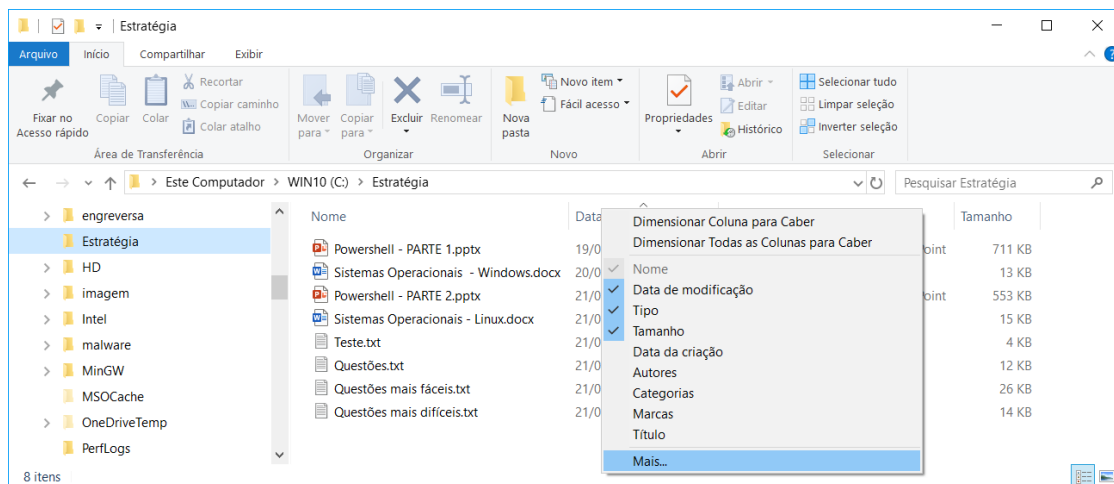 Estratégia
Arquivo Início Compartilhar Exibir
Fixar no Acesso rápido
Copiar
Colar
Recortar
Copiar caminho
Colar atalho
Mover para
Copiar para
Excluir
Renomear
Nova pasta
Novo item
Fácil acesso
Propriedades
Abrir
Editar
Histórico
Selecionar tudo
Limpar seleção
Inverter seleção
Área de Transferência Organizar Novo Abrir Selecionar
Este Computador > WIN10 (C:) > Estratégia
Pesquisar Estratégia
engreversa
Estratégia
HD
imagem
Intel
malware
MinGW
MSOCache
OneDriveTemp
PerfLogs
Nome Data Tamanho
Powershell - PARTE 1.pptx 19/0 oint 711 KB
Sistemas Operacionais - Windows.docx 20/0 13 KB
Powershell - PARTE 2.pptx 21/0 oint 553 KB
Sistemas Operacionais - Linux.docx 21/0 15 KB
Teste.txt 21/0 4 KB
Questões.txt 21/0 12 KB
Questões mais fáceis.txt 21/0 26 KB
Questões mais difíceis.txt 21/0 14 KB
Dimensionar Coluna para Caber
Dimensionar Todas as Colunas para Caber
Nome
Data de modificação
Tipo
Tamanho
Data da criação
Autores
Categorias
Marcas
Título
Mais...
8 itens